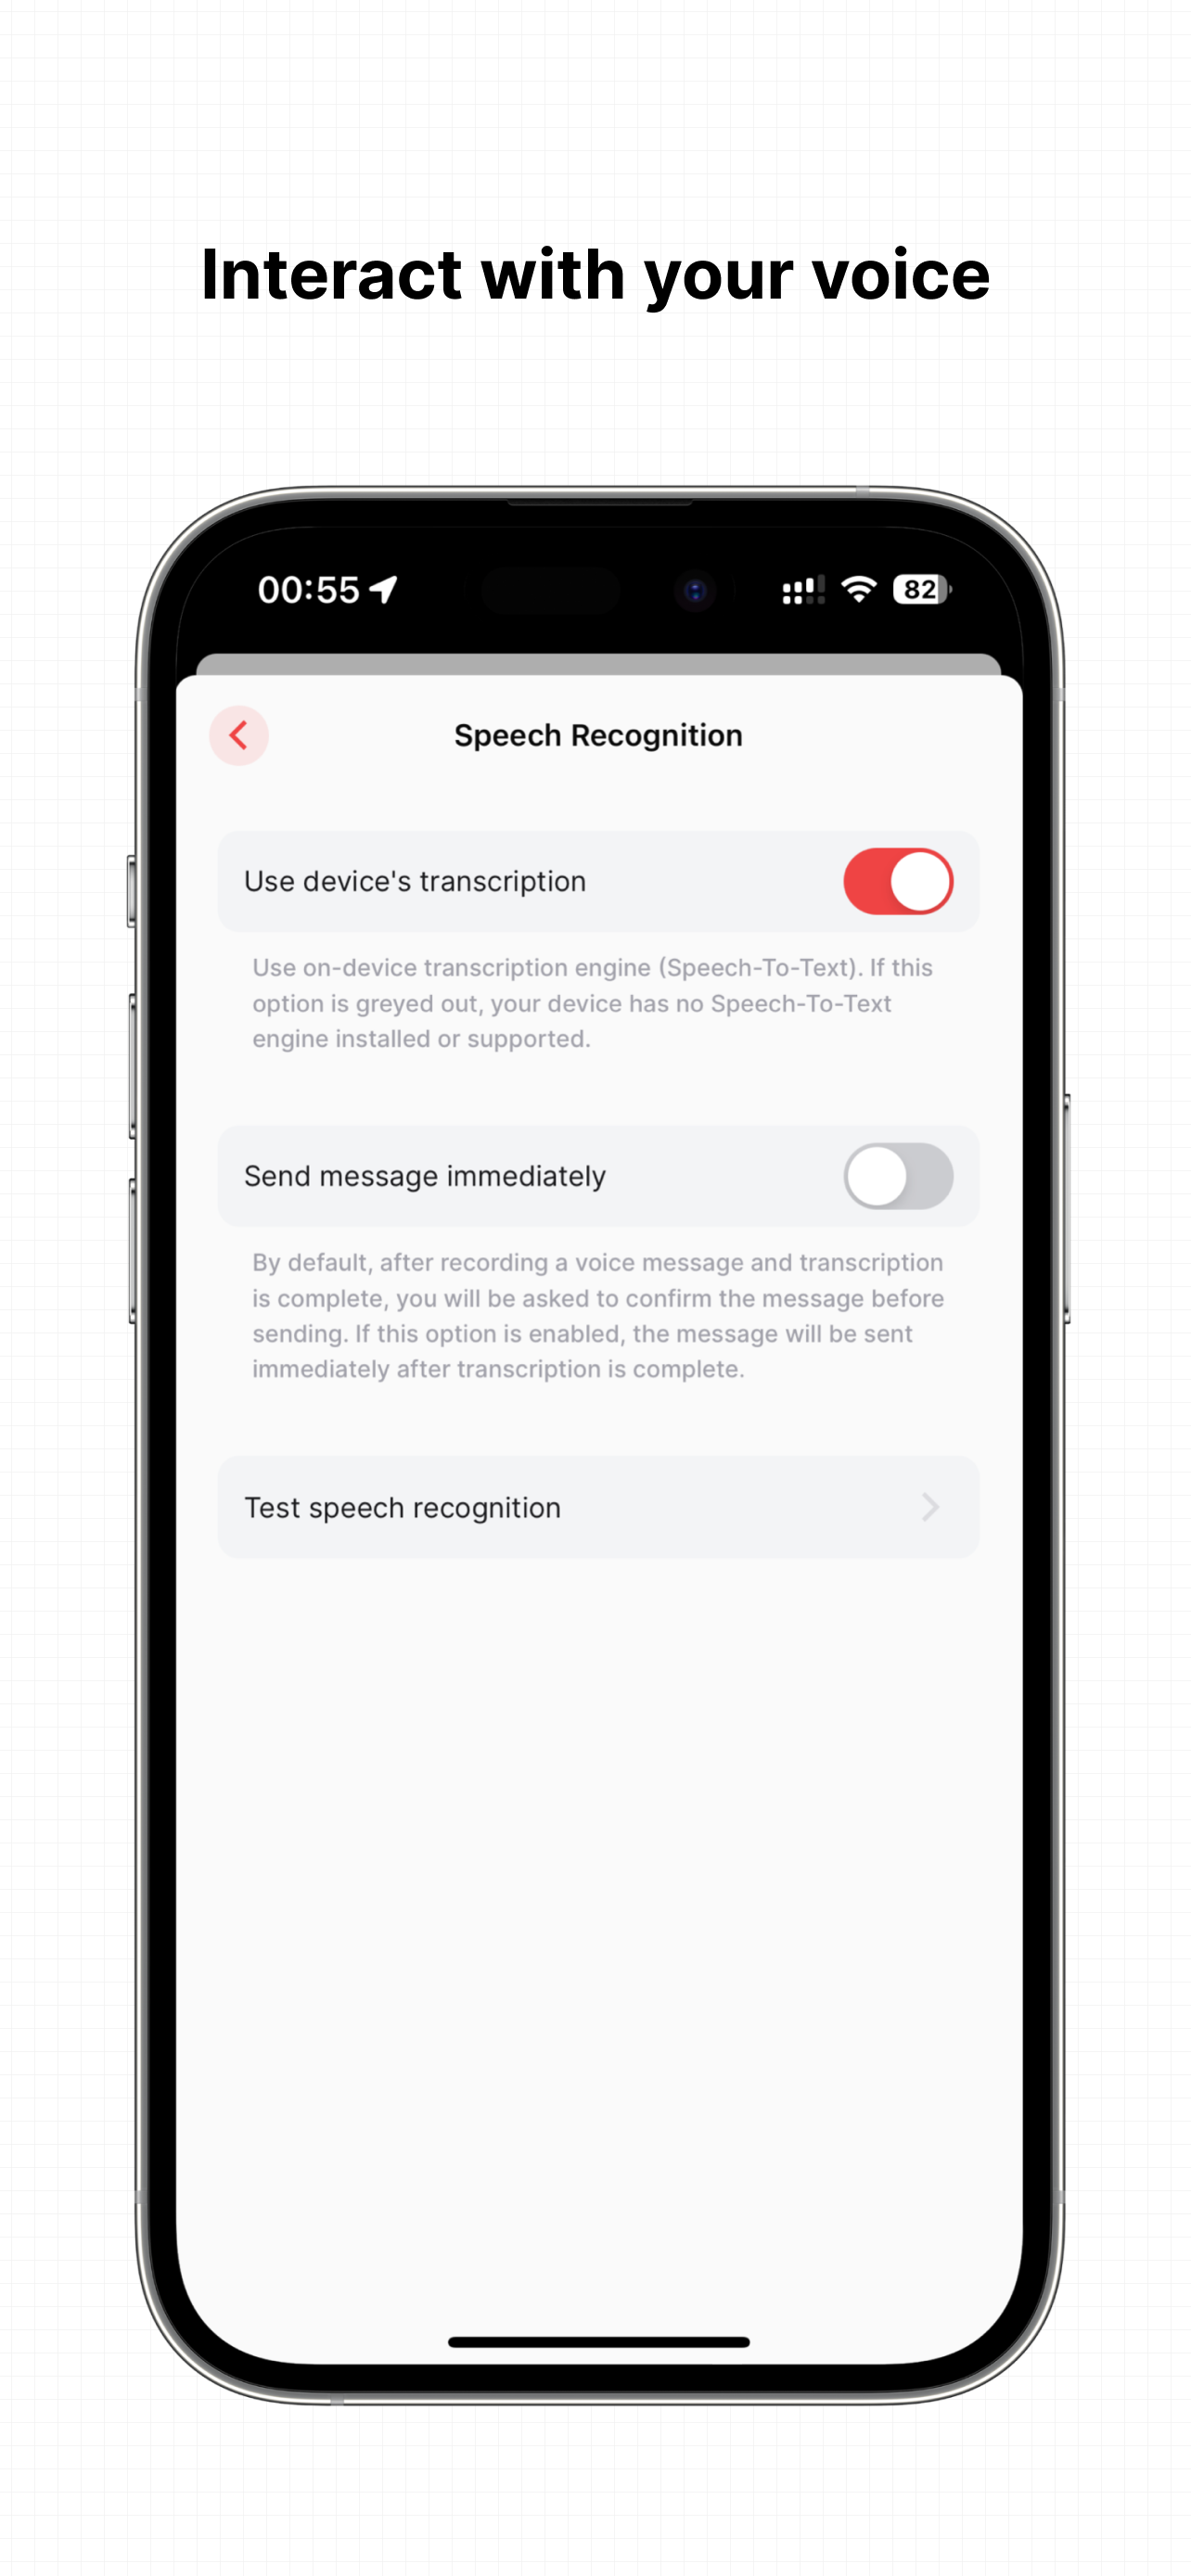 Interact with your voice
00:55
82
Speech Recognition
Use device's transcription
Use on-device transcription engine (Speech-To-Text). If this
option is greyed out, your device has no Speech-To-Text
engine installed or supported.
Send message immediately
By default, after recording a voice message and transcription
is complete, you will be asked to confirm the message before
sending. If this option is enabled, the message will be sent
immediately after transcription is complete.
Test speech recognition